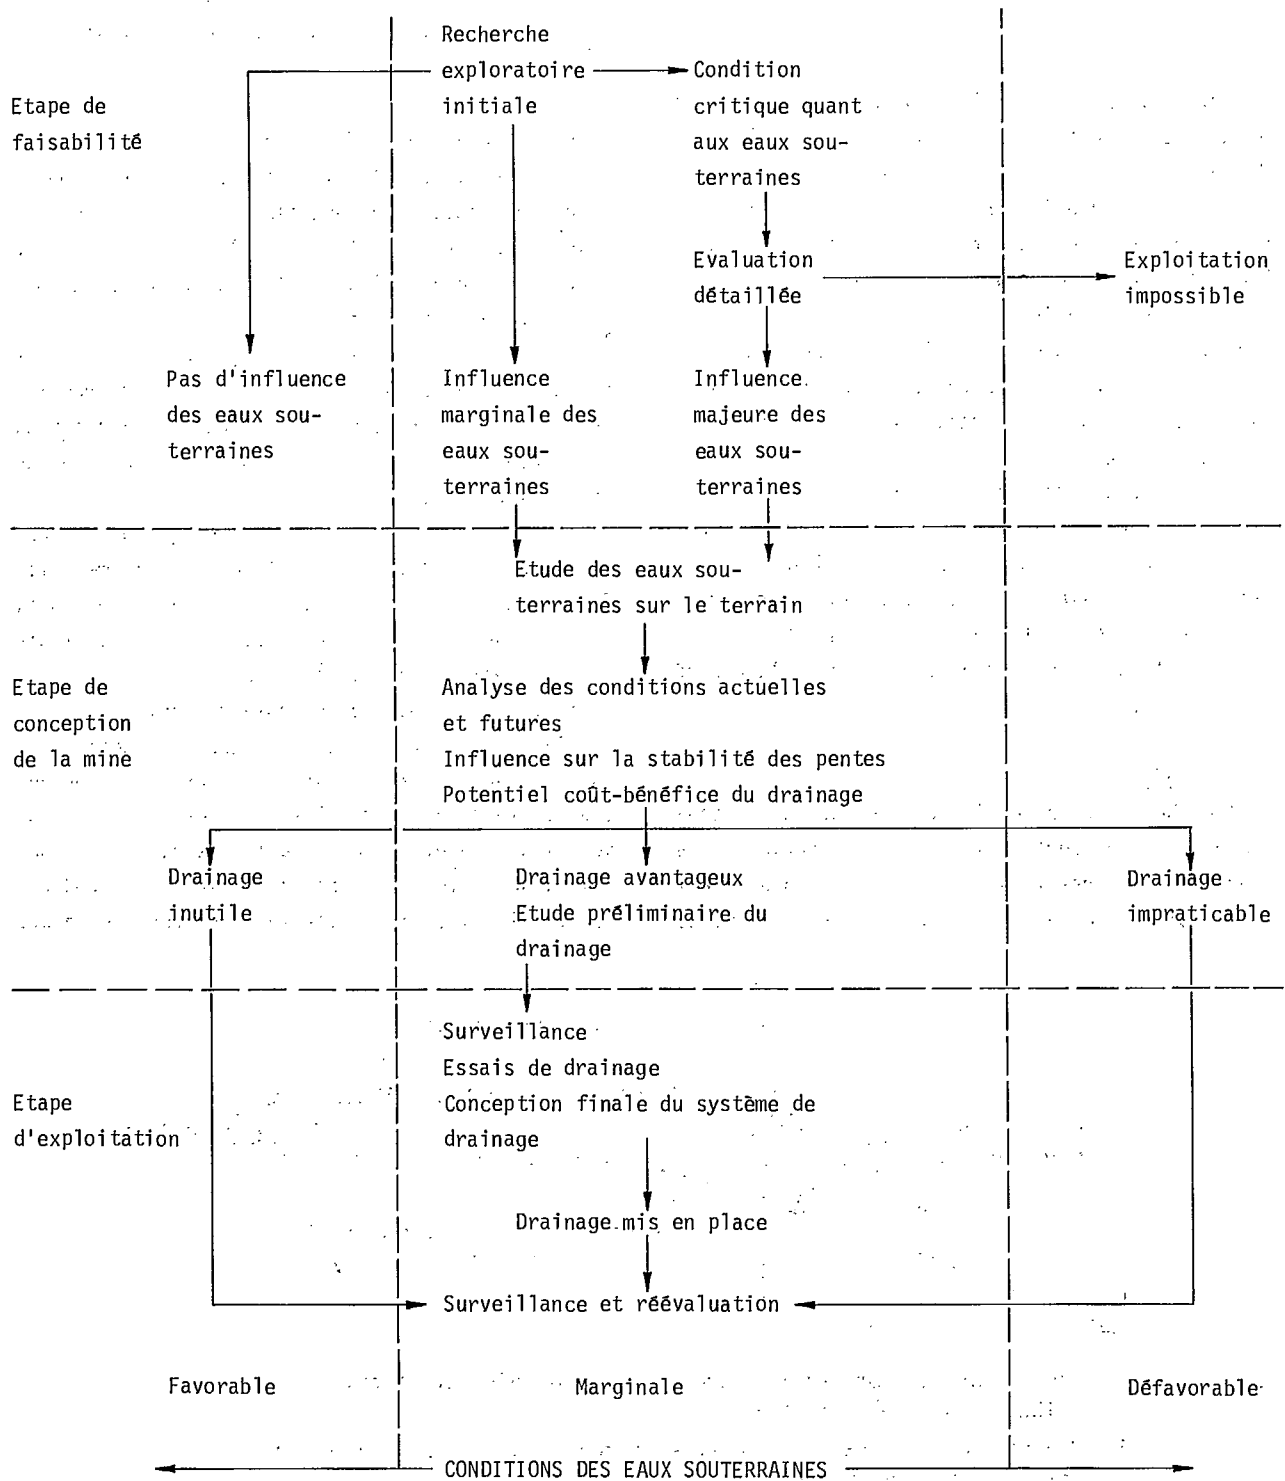 Recherche
exploratoire
initiale
Condition
critique quant
aux eaux sou-
terraines
Etape de
faisabilité
Evaluation
détaillée
Exploitation
impossible
Pas d'influence
des eaux sou-
terraines
Influence
marginale des
eaux sou-
terraines
Influence
majeure des
eaux sou-
terraines
Etude des eaux sou-
terraines sur le terrain
Etape de
conception
de la mine
Analyse des conditions actuelles
et futures
Influence sur la stabilité des pentes
Potentiel coût-bénéfice du drainage
Drainage
inutile
Drainage avantageux
Etude préliminaire du
drainage
Drainage
impraticable
Surveillance
Essais de drainage
Conception finale du système de
drainage
Etape
d'exploitation
Drainage mis en place
Surveillance et réévaluation
Favorable
Marginale
Défavorable
CONDITIONS DES EAUX SOUTERRAINES